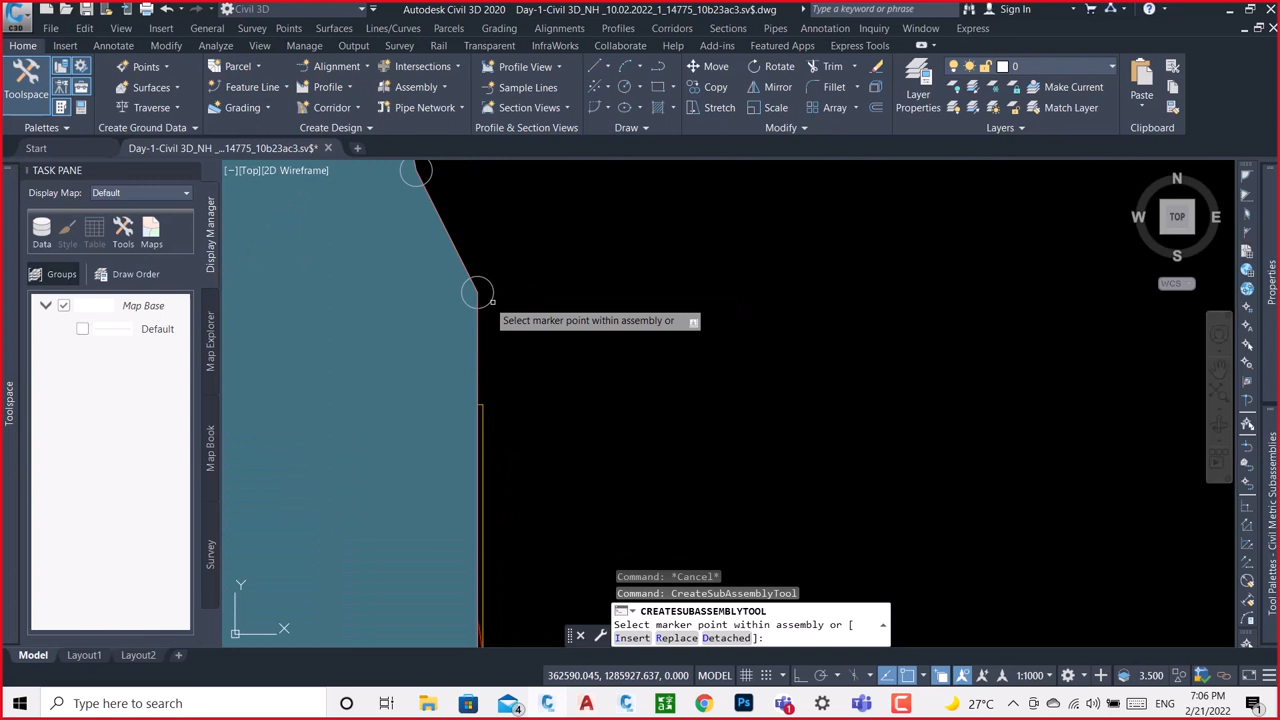 Autodesk Civil 3D 2020 Day-1-Civil 3D_NH _10.02.2022_1_14775_10b23ac3.sv$.dwg
Civil 3D
Type a keyword or phrase
Sign In
C3D
File Edit View Insert General Survey Points Surfaces Lines/Curves Parcels Grading Alignments Profiles Corridors Sections Pipes Annotation Inquiry Window Express
Home Insert Annotate Modify Analyze View Manage Output Survey Rail Transparent InfraWorks Collaborate Help Add-ins Featured Apps Express Tools
Toolspace
Points
Surfaces
Traverse
Parcel
Feature Line
Grading
Alignment
Profile
Corridor
Intersections
Assembly
Pipe Network
Profile View
Sample Lines
Section Views
Move
Copy
Stretch
Rotate
Mirror
Scale
Trim
Fillet
Array
Layer Properties
0
Make Current
Match Layer
Paste
Palettes Create Ground Data Create Design Profile & Section Views Draw Modify Layers Clipboard
Start Day-1-Civil 3D_NH _...14775_10b23ac3.sv$*
TASK PANE
Display Map: Default
Data Style Table Tools Maps
Groups Draw Order
Map Base
Default
Toolspace
Display Manager
Map Explorer
Map Book
Survey
[−][Top][2D Wireframe]
N
W TOP E
S
WCS
Select marker point within assembly or
Y
X
Command: *Cancel*
Command: CreateSubAssemblyTool
CREATESUBASSEMBLYTOOL
Select marker point within assembly or [
Insert Replace Detached]:
Properties
Tool Palettes - Civil Metric Subassemblies
Model Layout1 Layout2
362590.045, 1285927.637, 0.000 MODEL 1:1000 3.500
Type here to search
4
1
27°C ENG
7:06 PM
2/21/2022
1